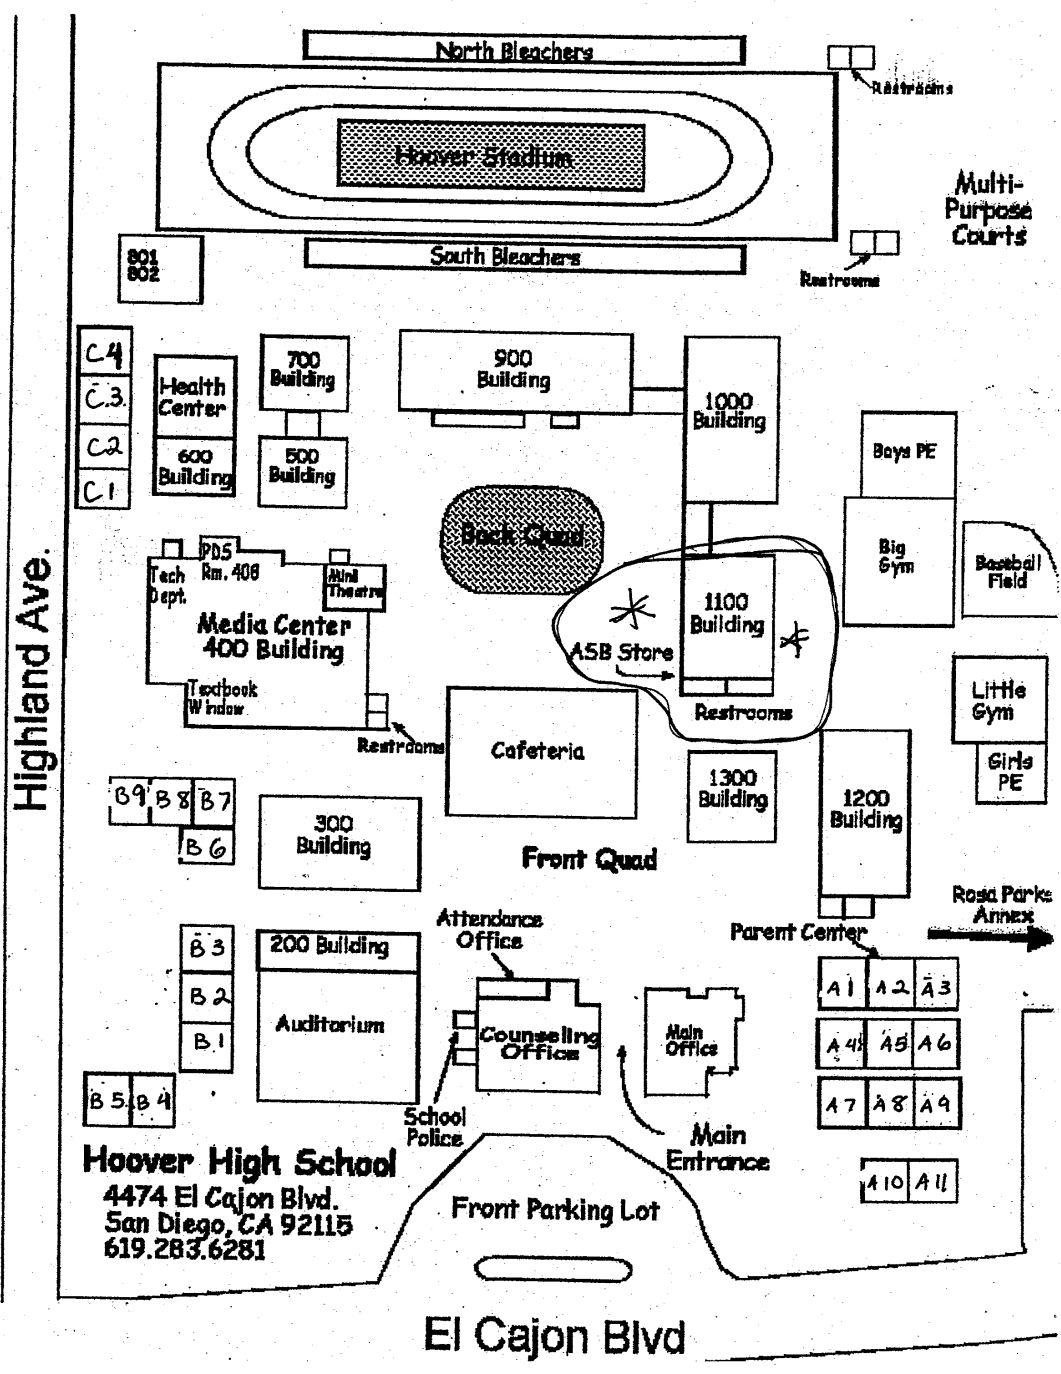 North Bleachers
Restrooms
Hoover Stadium
Multi-
Purpose
Courts
South Bleachers
Restrooms
801
802
C4
C3
C2
C1
Health
Center
600
Building
700
Building
500
Building
900
Building
1000
Building
Boys PE
Big
Gym
Baseball
Field
Back Quad
Highland Ave.
Tech
Dept.
PDS
Rm. 408
Mini
Theatre
Media Center
400 Building
Textbook
Window
Restrooms
1100
Building
ASB Store
Restrooms
Little
Gym
Girls
PE
Cafeteria
1300
Building
1200
Building
B9 B8 B7
B6
300
Building
Front Quad
Rosa Parks
Annex
Attendance
Office
Parent Center
B3
B2
B1
200 Building
Auditorium
Counseling
Office
Main
Office
A1 A2 A3
A4 A5 A6
A7 A8 A9
A10 A11
B5 B4
School
Police
Main
Entrance
Hoover High School
4474 El Cajon Blvd.
San Diego, CA 92115
619.283.6281
Front Parking Lot
El Cajon Blvd